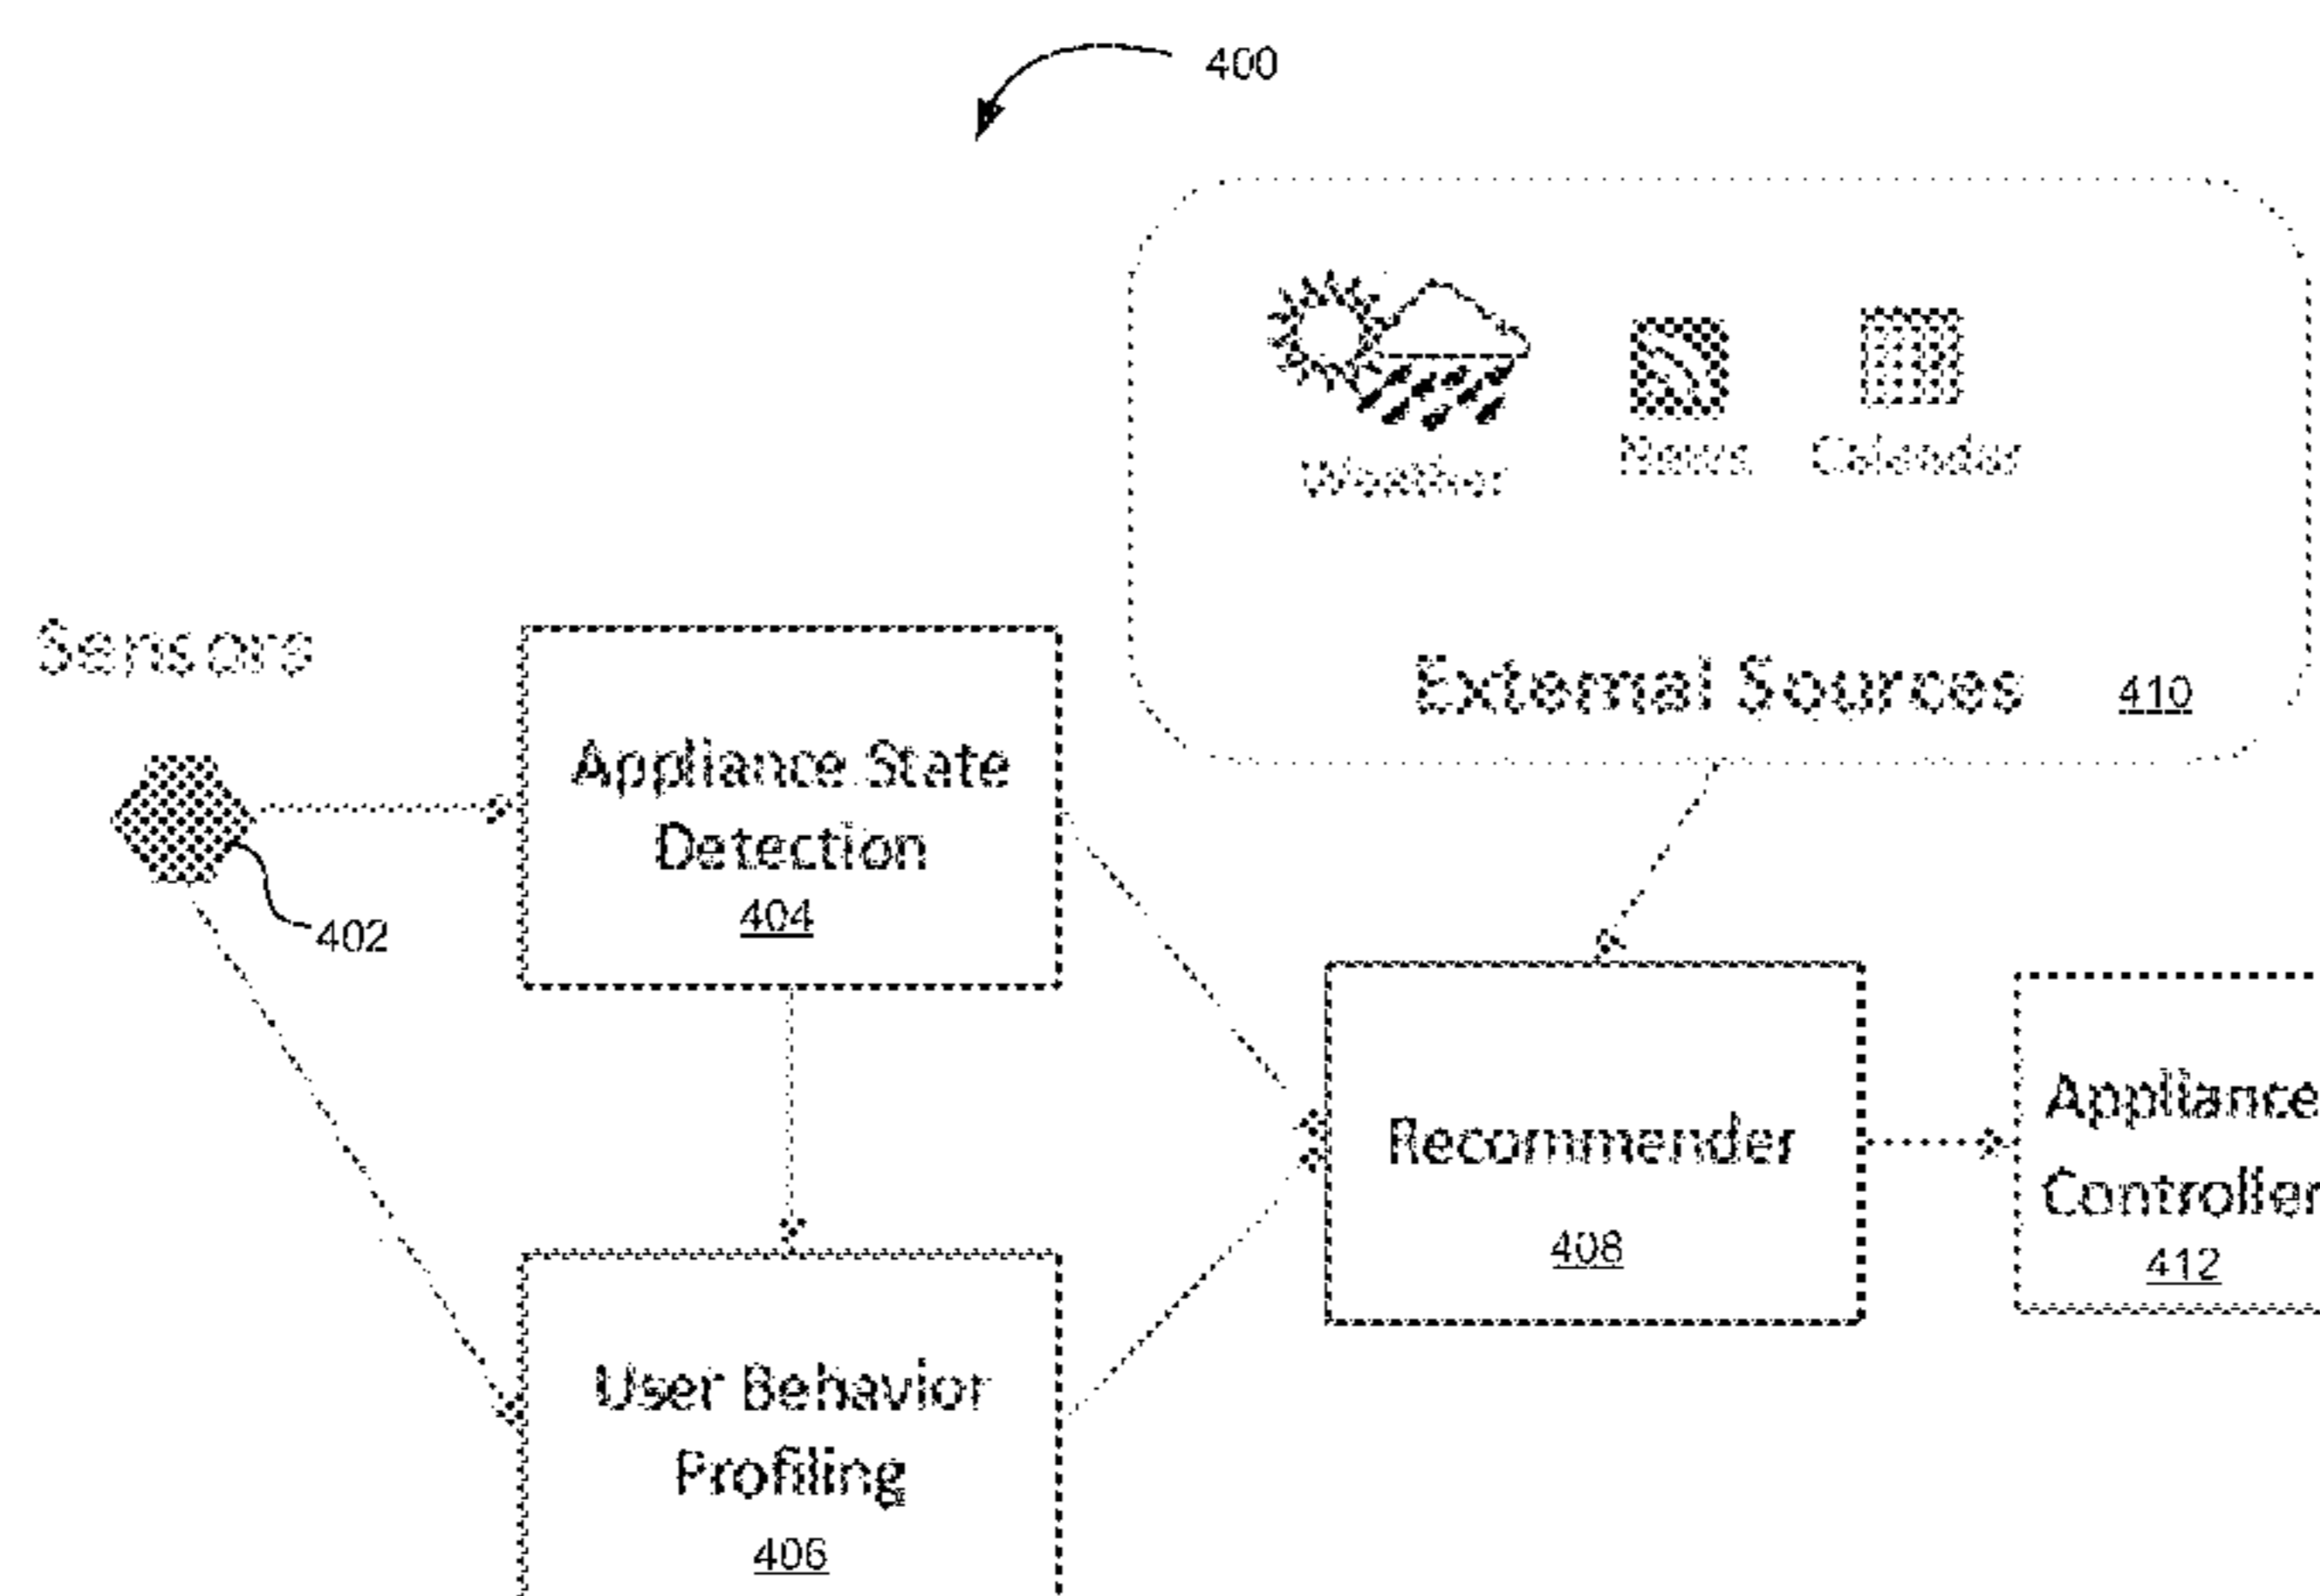 400
Weather
News
Calendar
External Sources
410
Sensors
402
Appliance State
Detection
404
Recommender
408
Appliance
Controller
412
User Behavior
Profiling
406